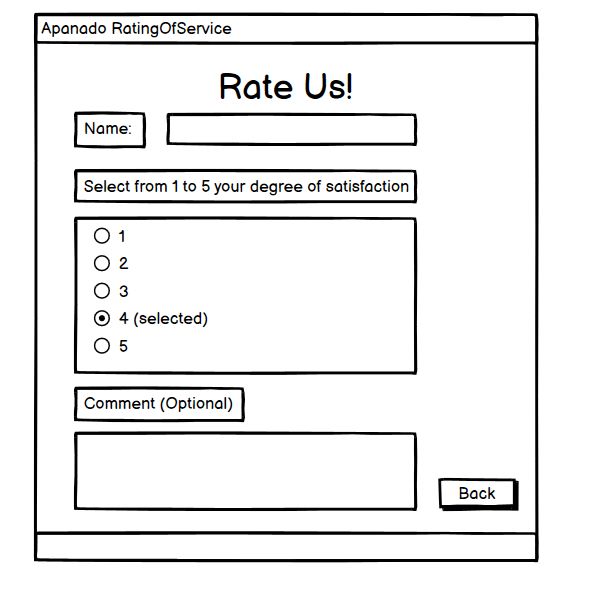 Apanado RatingOfService
Rate Us!
Name:
Select from 1 to 5 your degree of satisfaction
1
2
3
4 (selected)
5
Comment (Optional)
Back